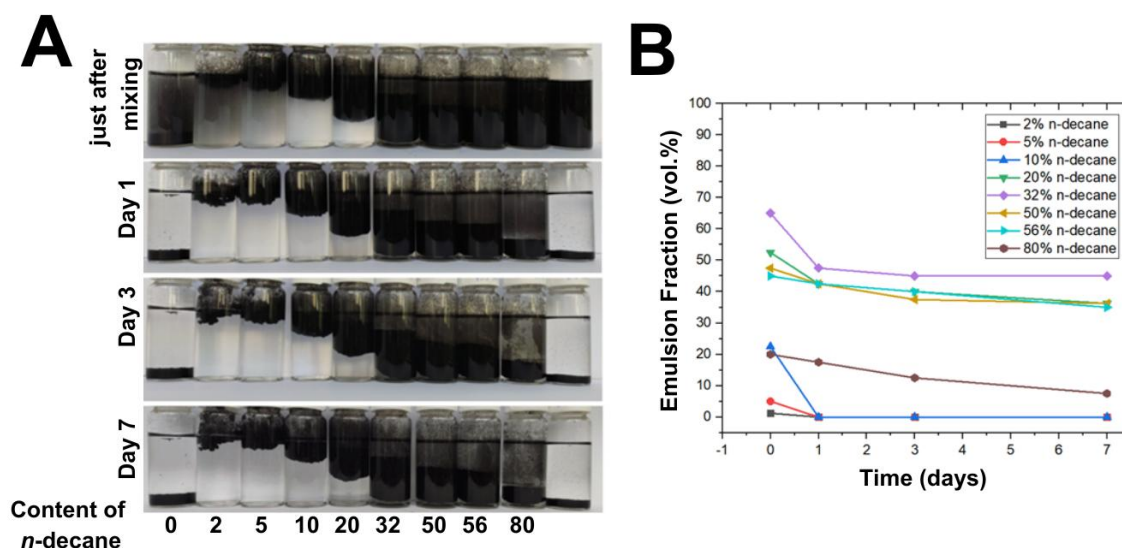 A
just after
mixing
Day 1
Day 3
Day 7
Content of
n-decane
0 2 5 10 20 32 50 56 80
B
Emulsion Fraction (vol.%)
100
90
80
70
60
50
40
30
20
10
0
-1 0 1 2 3 4 5 6 7
Time (days)
2% n-decane
5% n-decane
10% n-decane
20% n-decane
32% n-decane
50% n-decane
56% n-decane
80% n-decane